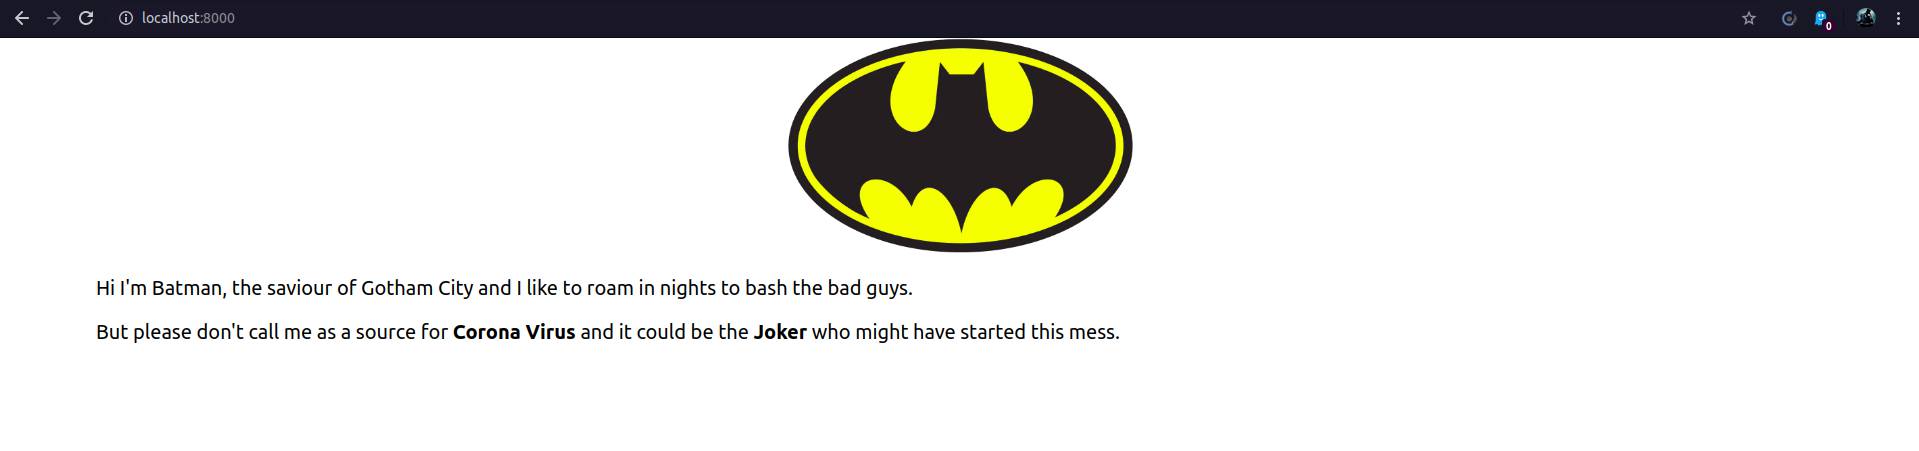 localhost:8000
0
Hi I'm Batman, the saviour of Gotham City and I like to roam in nights to bash the bad guys.
But please don't call me as a source for Corona Virus and it could be the Joker who might have started this mess.